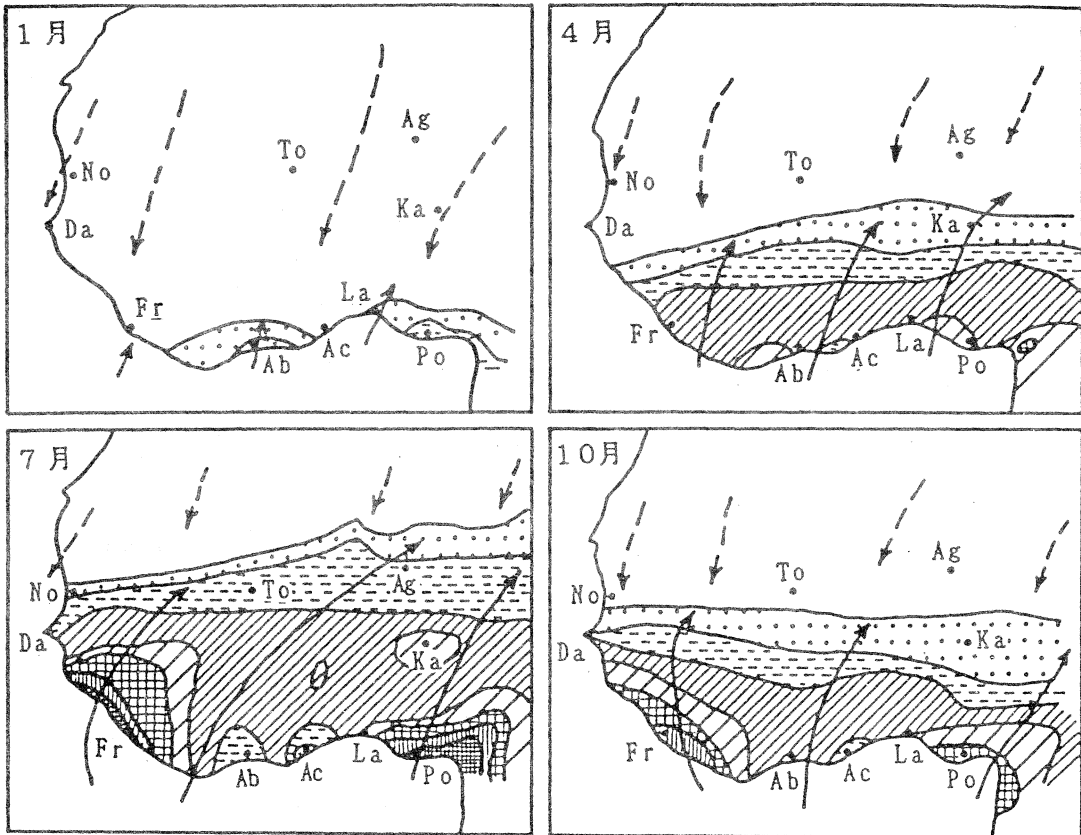 1月
Ag
No
To
Ka
Da
Fr
La
Ab
Ac
Po
4月
Ag
No
To
Da
Ka
Fr
La
Ab
Ac
Po
7月
No
To
Ag
Da
Ka
Fr
Ab
Ac
La
Po
10月
No
To
Ag
Da
Ka
Fr
Ab
Ac
La
Po